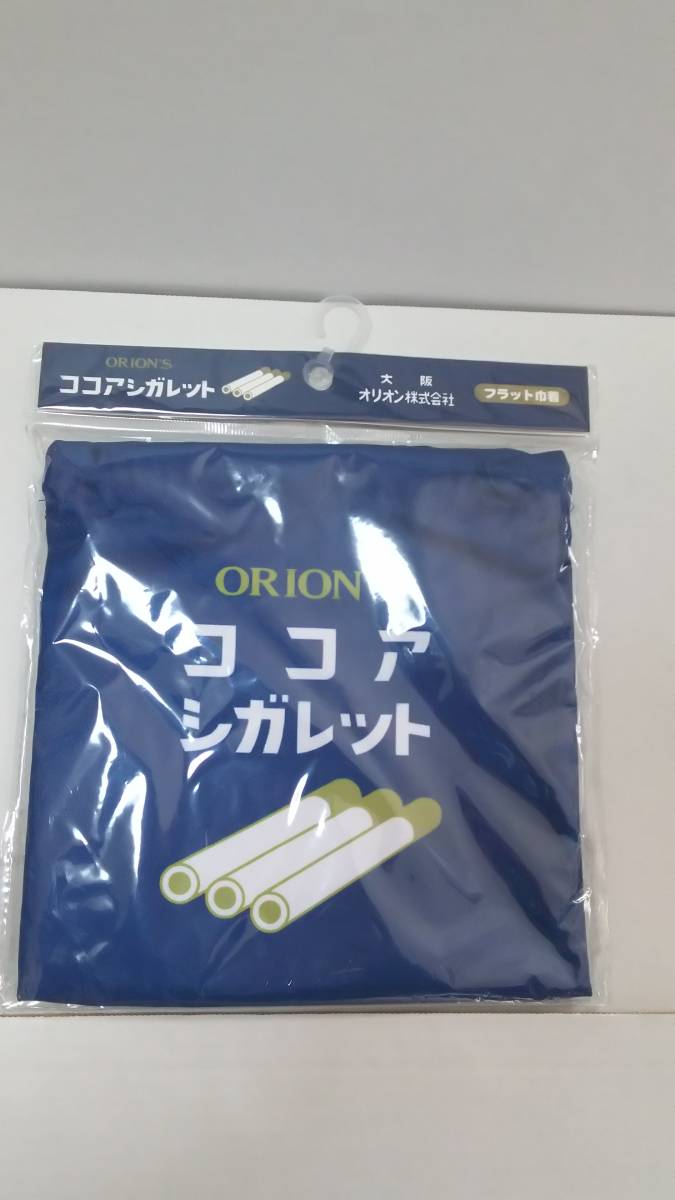 ORION'S
ココアシガレット
大阪
オリオン株式会社
フラット巾着
ORION
ココア
シガレット